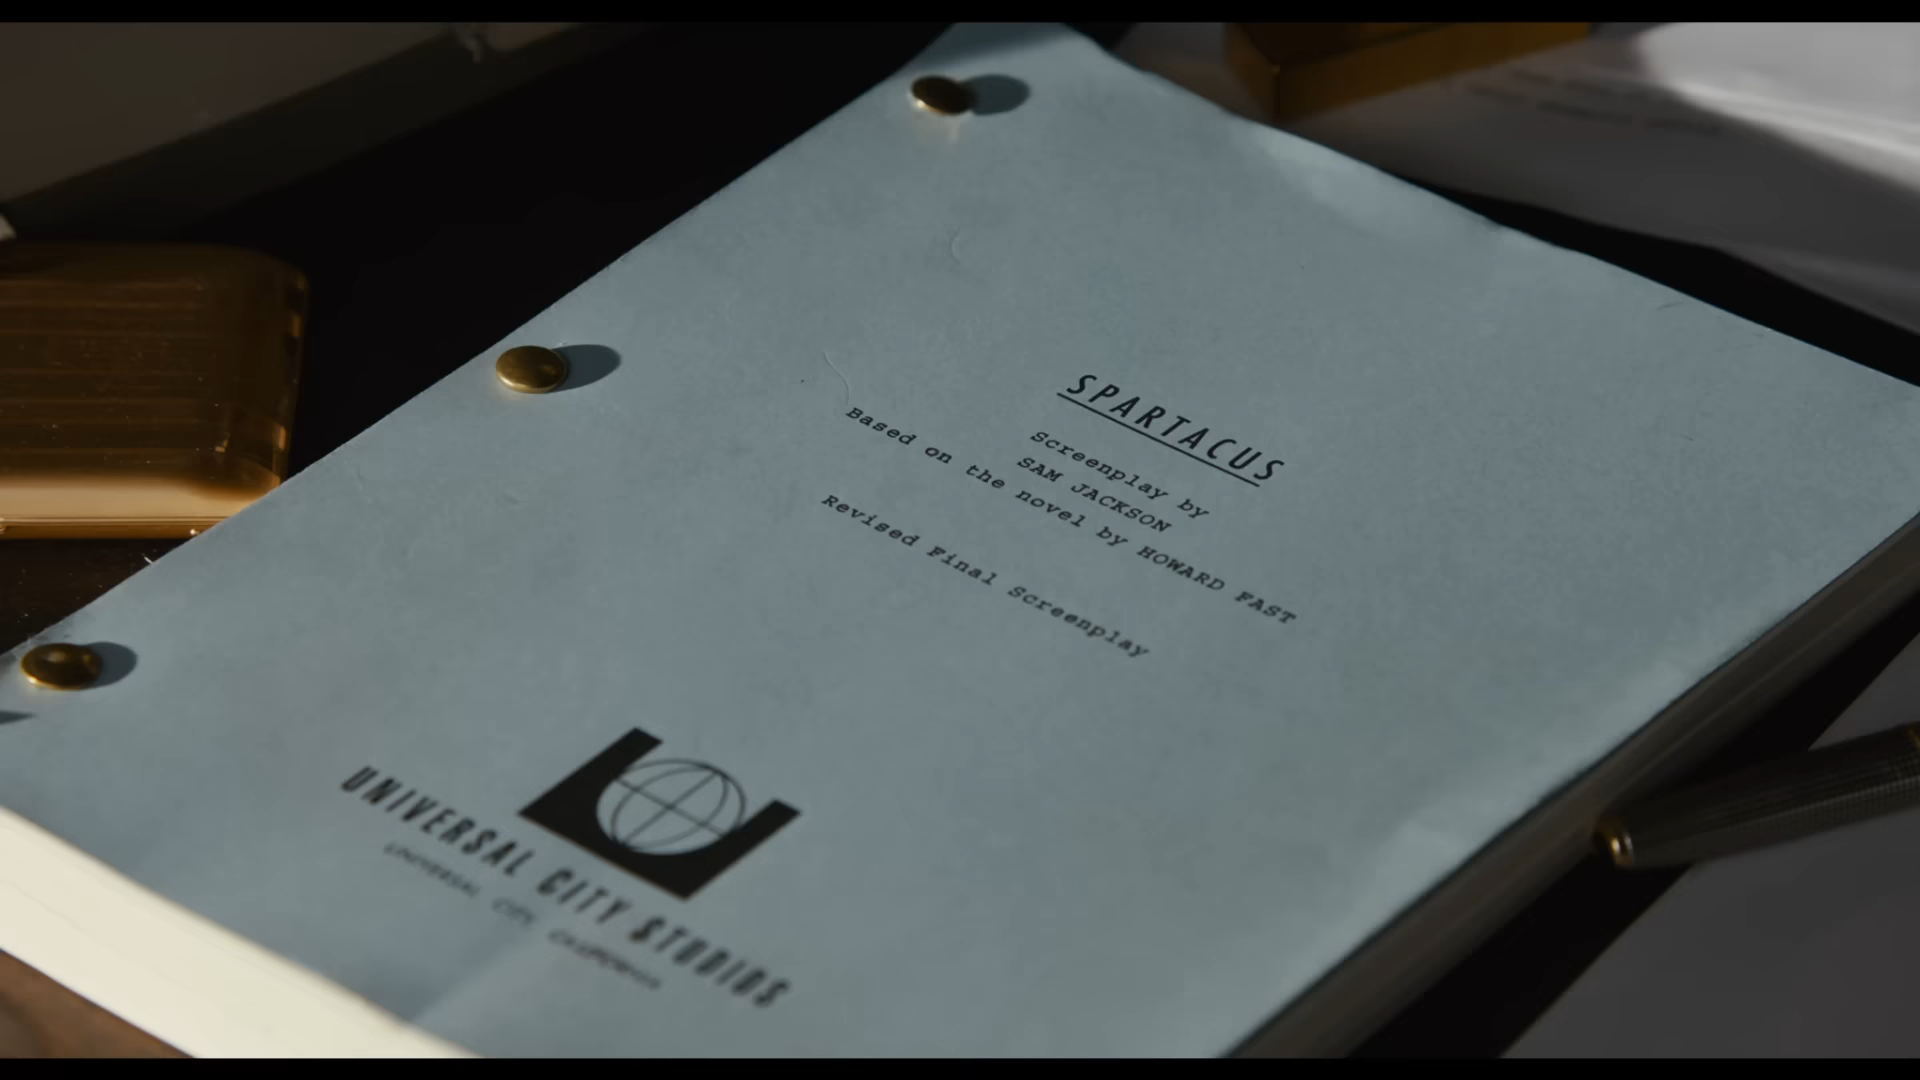 SPARTACUS
Screenplay by
SAM JACKSON
Based on the novel by HOWARD FAST
Revised Final Screenplay
UNIVERSAL CITY STUDIOS
UNIVERSAL CITY, CALIFORNIA